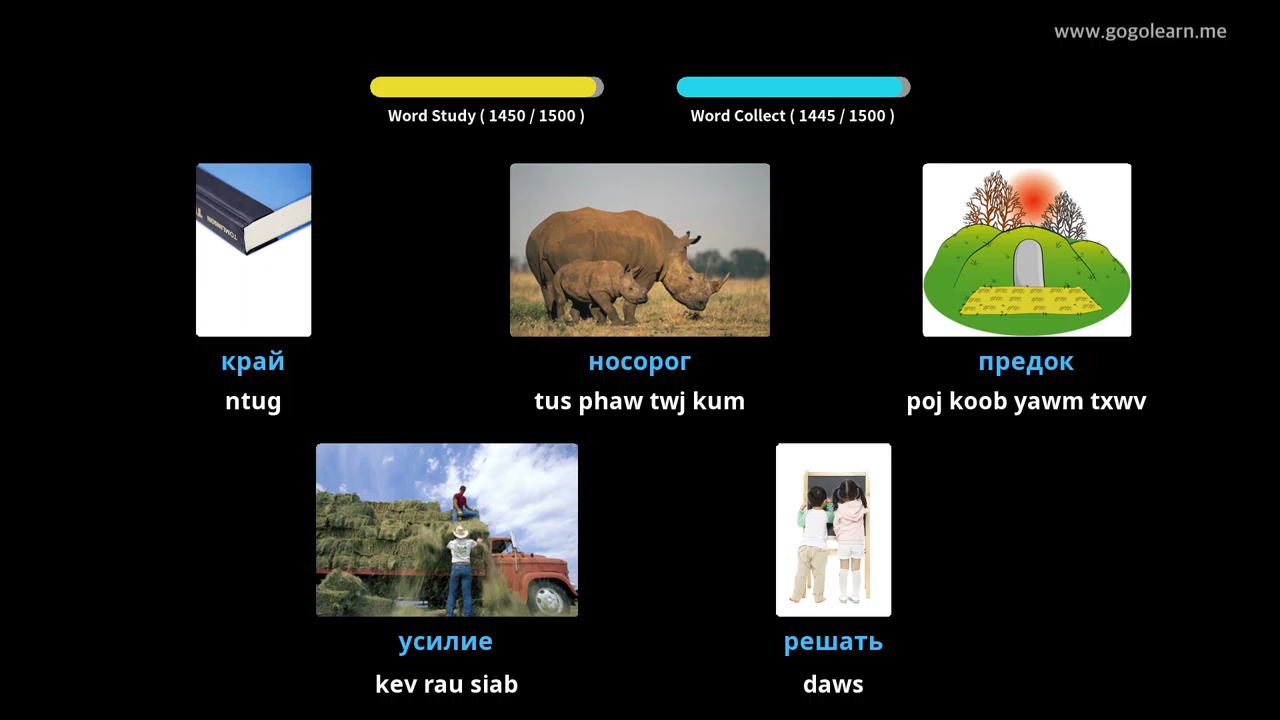 www.gogolearn.me
Word Study ( 1450 / 1500 )
Word Collect ( 1445 / 1500 )
TOMLINSON
край
носорог
предок
ntug
tus phaw twj kum
poj koob yawm txwv
усилие
решать
kev rau siab
daws